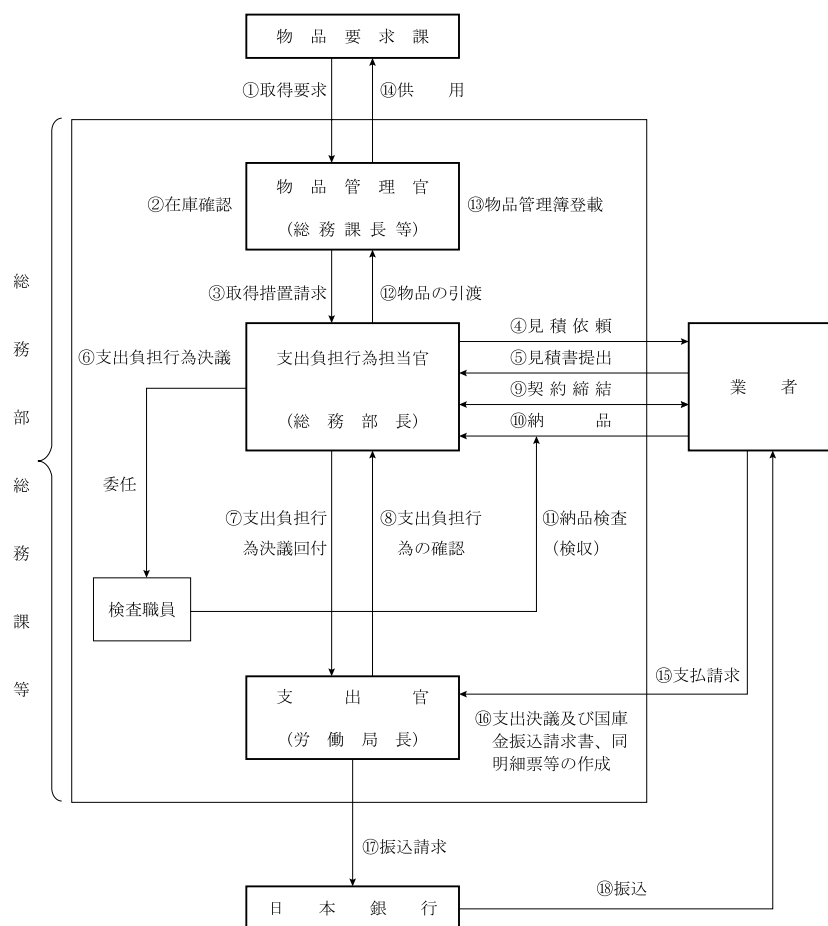 物品要求課
①取得要求
⑭供用
物品管理官
(総務課長等)
②在庫確認
⑬物品管理簿登載
③取得措置請求
⑫物品の引渡
総務部総務課等
⑥支出負担行為決議
支出負担行為担当官
(総務部長)
④見積依頼
⑤見積書提出
⑨契約締結
⑩納品
業者
委任
⑦支出負担行
為決議回付
⑧支出負担行
為の確認
⑪納品検査
(検収)
検査職員
支出官
(労働局長)
⑮支払請求
⑯支出決議及び国庫
金振込請求書、同
明細票等の作成
⑰振込請求
日本銀行
⑱振込